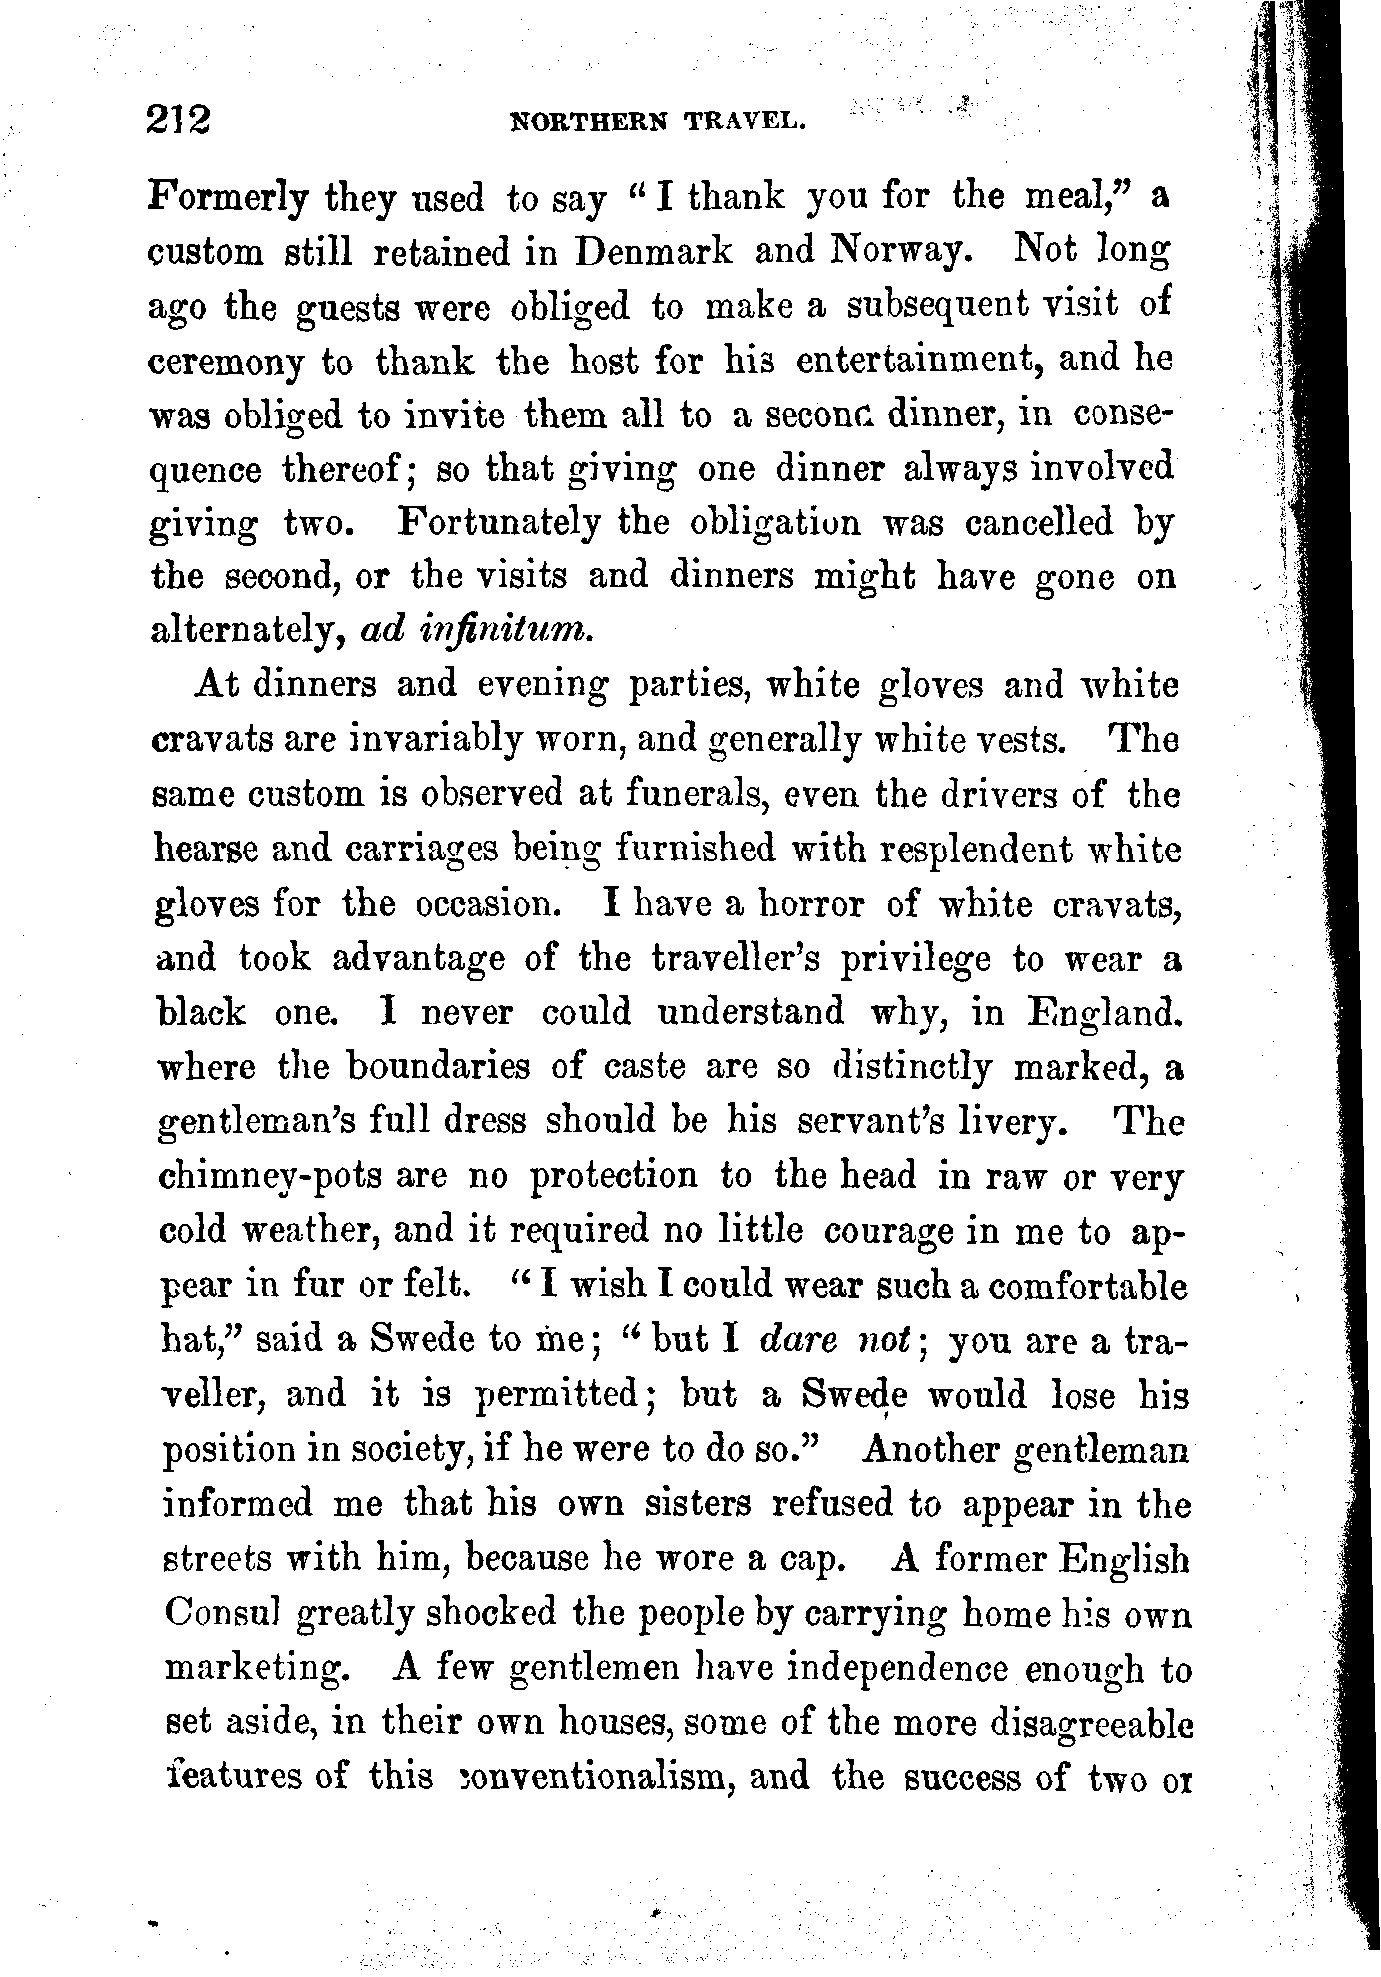 212 NORTHERN TRAVEL.
Formerly they used to say “I thank you for the meal,” a
custom still retained in Denmark and Norway. Not long
ago the guests were obliged to make a subsequent visit of
ceremony to thank the host for his entertainment, and he
was obliged to invite them all to a second dinner, in conse-
quence thereof; so that giving one dinner always involved
giving two. Fortunately the obligation was cancelled by
the second, or the visits and dinners might have gone on
alternately, ad infinitum.
At dinners and evening parties, white gloves and white
cravats are invariably worn, and generally white vests. The
same custom is observed at funerals, even the drivers of the
hearse and carriages being furnished with resplendent white
gloves for the occasion. I have a horror of white cravats,
and took advantage of the traveller’s privilege to wear a
black one. I never could understand why, in England.
where the boundaries of caste are so distinctly marked, a
gentleman’s full dress should be his servant’s livery. The
chimney-pots are no protection to the head in raw or very
cold weather, and it required no little courage in me to ap-
pear in fur or felt. “I wish I could wear such a comfortable
hat,” said a Swede to me; “but I dare not; you are a tra-
veller, and it is permitted; but a Swede would lose his
position in society, if he were to do so.” Another gentleman
informed me that his own sisters refused to appear in the
streets with him, because he wore a cap. A former English
Consul greatly shocked the people by carrying home his own
marketing. A few gentlemen have independence enough to
set aside, in their own houses, some of the more disagreeable
features of this conventionalism, and the success of two or